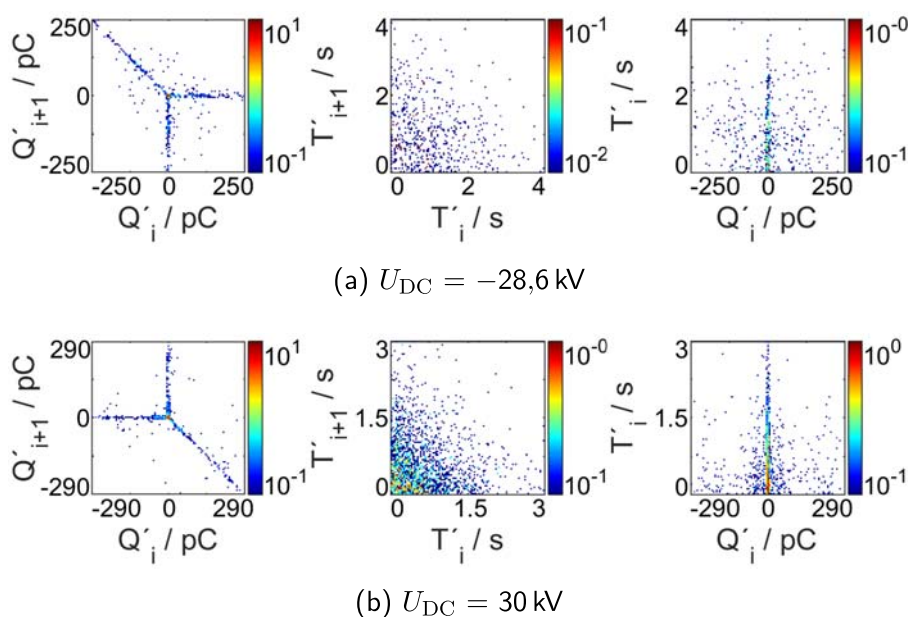 250
0
-250
Q´i+1 / pC
-250 0 250
Q´i / pC
10^1
10^-1
4
2
0
T´i+1 / s
0 2 4
T´i / s
10^-1
10^-2
4
2
0
T´i / s
-250 0 250
Q´i / pC
10^-0
10^-1
(a) U_DC = −28,6 kV
290
0
-290
Q´i+1 / pC
-290 0 290
Q´i / pC
10^1
10^-1
3
1.5
0
T´i+1 / s
0 1.5 3
T´i / s
10^-0
10^-1
3
1.5
0
T´i / s
-290 0 290
Q´i / pC
10^0
10^-1
(b) U_DC = 30 kV